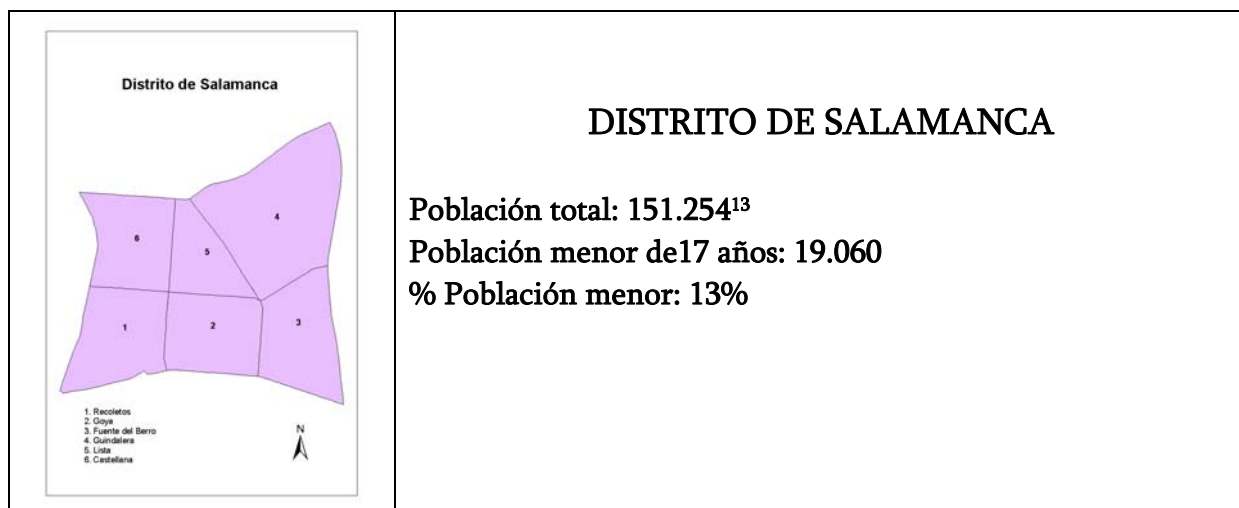 Distrito de Salamanca
6
5
4
1
2
3
1. Recoletos
2. Goya
3. Fuente del Berro
4. Guindalera
5. Lista
6. Castellana
N
DISTRITO DE SALAMANCA
Población total: 151.254¹³
Población menor de17 años: 19.060
% Población menor: 13%